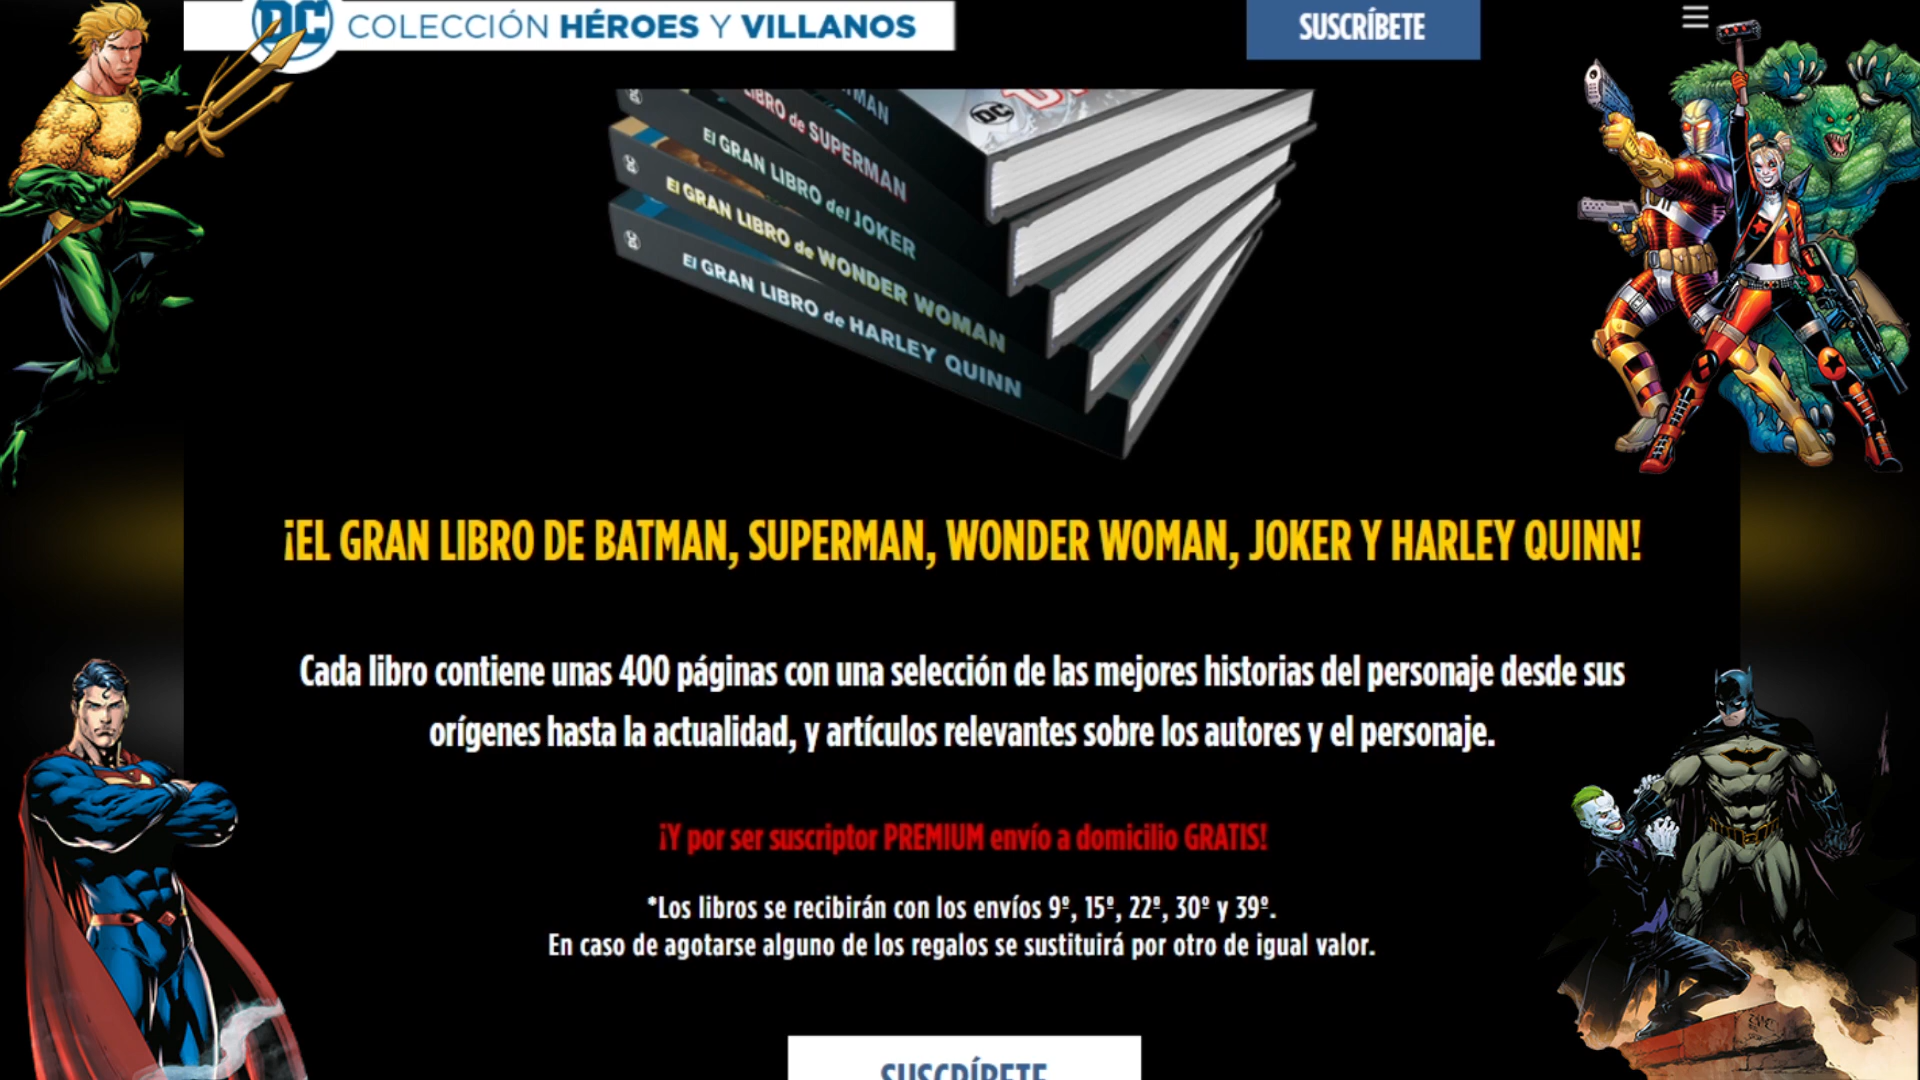 DC COLECCIÓN HÉROES Y VILLANOS
SUSCRÍBETE
DC
LIBRO de SUPERMAN
El GRAN LIBRO del JOKER
El GRAN LIBRO de WONDER WOMAN
El GRAN LIBRO de HARLEY QUINN
¡EL GRAN LIBRO DE BATMAN, SUPERMAN, WONDER WOMAN, JOKER Y HARLEY QUINN!
Cada libro contiene unas 400 páginas con una selección de las mejores historias del personaje desde sus
orígenes hasta la actualidad, y artículos relevantes sobre los autores y el personaje.
¡Y por ser suscriptor PREMIUM envío a domicilio GRATIS!
*Los libros se recibirán con los envíos 9º, 15º, 22º, 30º y 39º.
En caso de agotarse alguno de los regalos se sustituirá por otro de igual valor.
SUSCRÍBETE